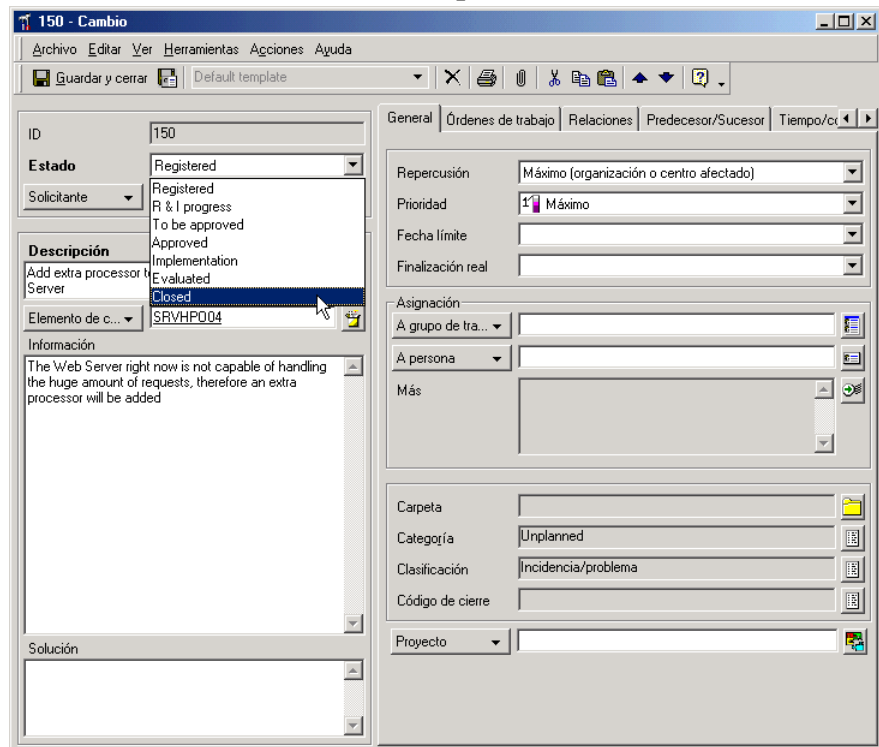 150 - Cambio
Archivo Editar Ver Herramientas Acciones Ayuda
Guardar y cerrar Default template
ID 150
Estado Registered
Solicitante
Registered
R & I progress
To be approved
Approved
Implementation
Evaluated
Closed
Descripción
Add extra processor t
Server
Elemento de c... SRVHPO04
Información
The Web Server right now is not capable of handling
the huge amount of requests, therefore an extra
processor will be added
Solución
General Órdenes de trabajo Relaciones Predecesor/Sucesor Tiempo/c
Repercusión Máximo (organización o centro afectado)
Prioridad 1 Máximo
Fecha límite
Finalización real
Asignación
A grupo de tra...
A persona
Más
Carpeta
Categoría Unplanned
Clasificación Incidencia/problema
Código de cierre
Proyecto